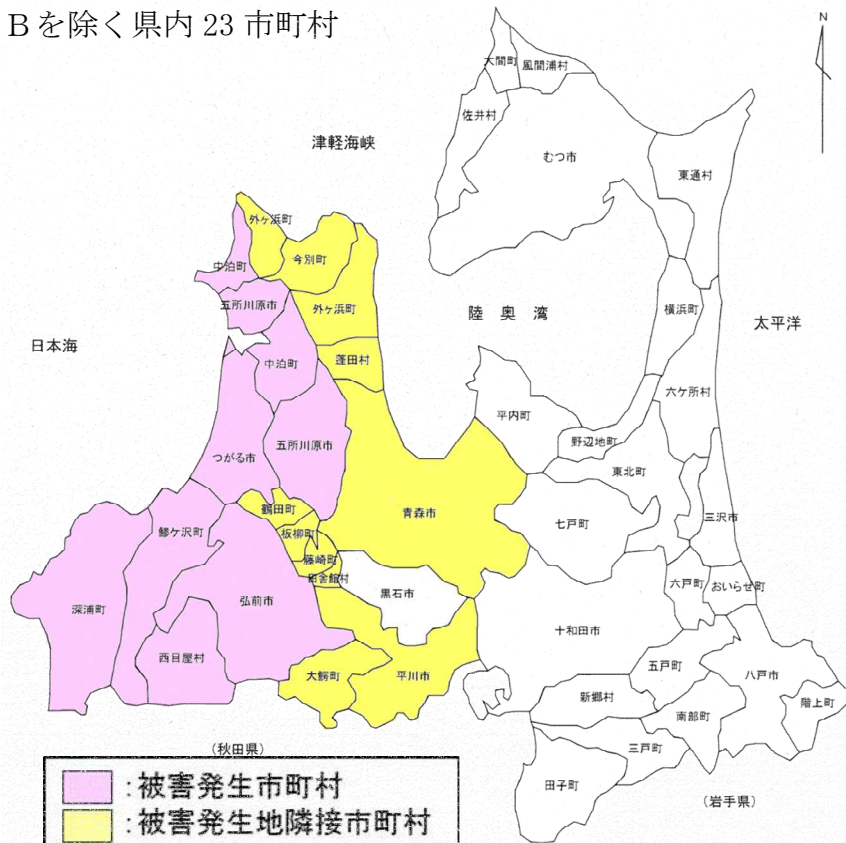 Bを除く県内 23 市町村
N
大間町
風間浦村
佐井村
津軽海峡
むつ市
東通村
外ヶ浜町
中泊町
今別町
五所川原市
外ヶ浜町
陸奥湾
横浜町
太平洋
日本海
中泊町
蓬田村
六ケ所村
平内町
野辺地町
五所川原市
つがる市
東北町
鶴田町
青森市
七戸町
三沢市
鰺ケ沢町
板柳町
藤崎町
田舎館村
黒石市
六戸町
おいらせ町
深浦町
弘前市
十和田市
西目屋村
五戸町
大鰐町
平川市
八戸市
新郷村
南部町
階上町
(秋田県)
三戸町
田子町
(岩手県)
:被害発生市町村
:被害発生地隣接市町村